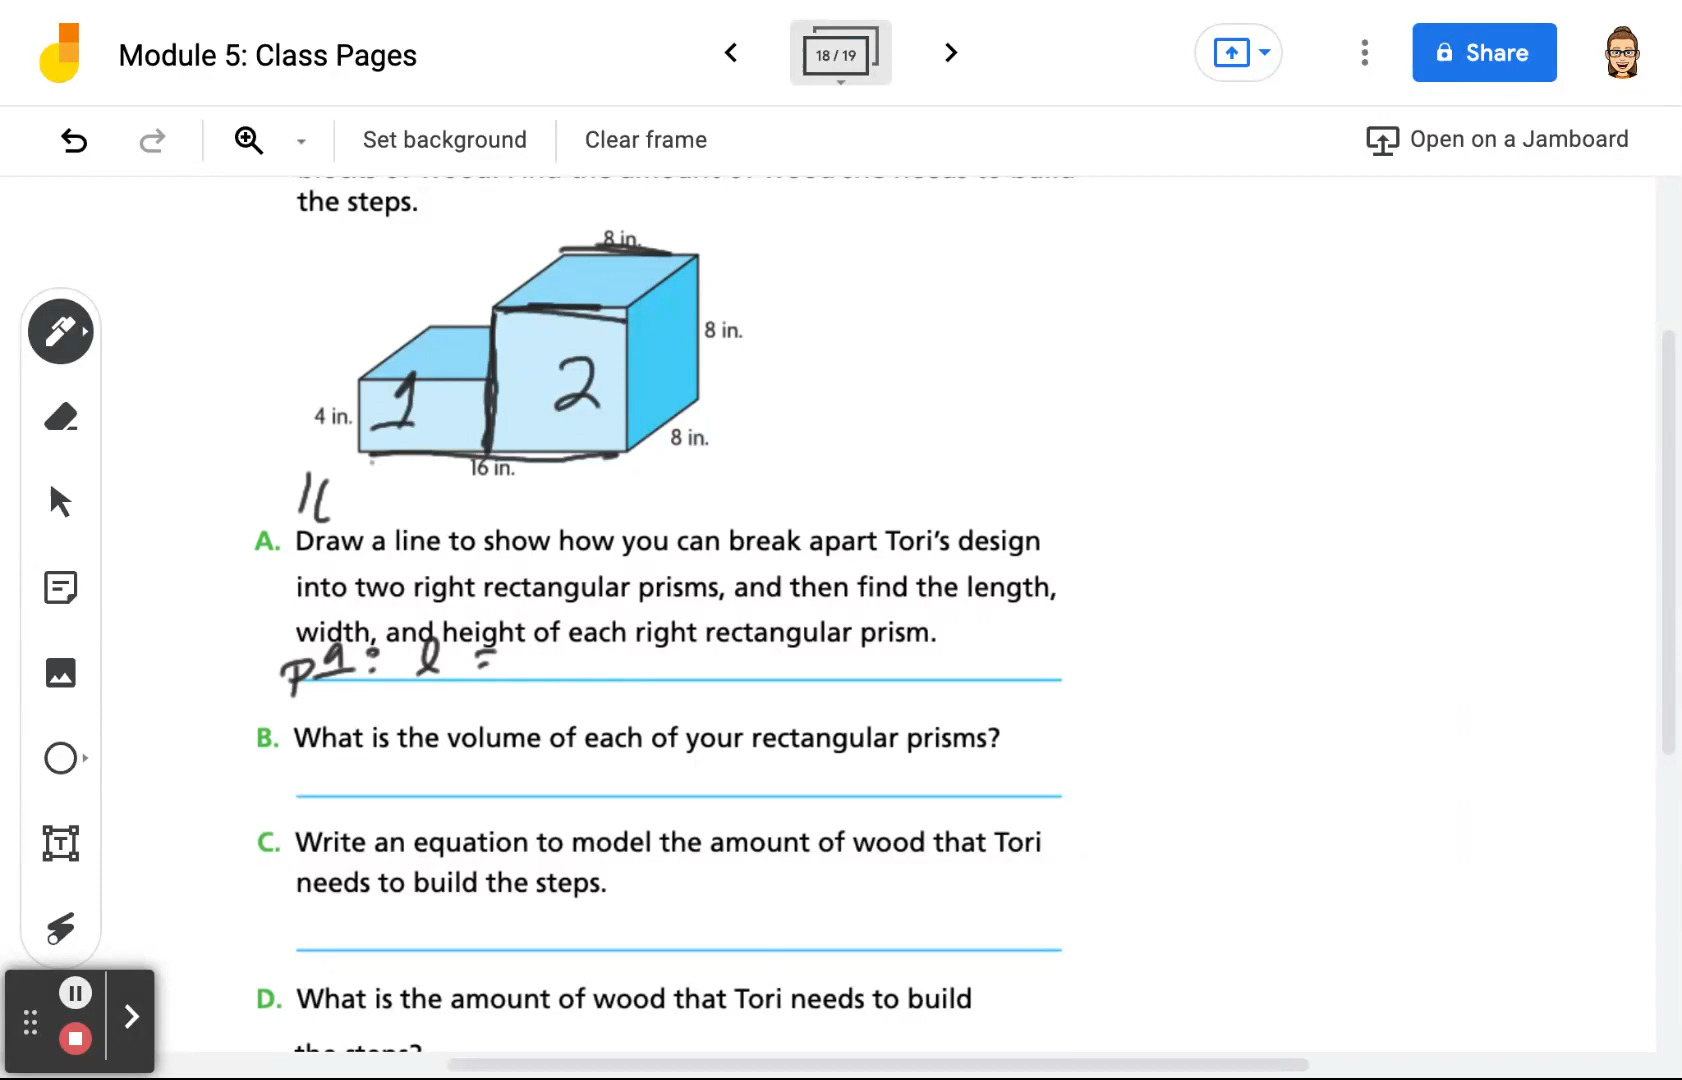 Module 5: Class Pages
18 / 19
Share
Set background
Clear frame
Open on a Jamboard
the steps.
8 in.
8 in.
4 in.
1
2
8 in.
16 in.
A. Draw a line to show how you can break apart Tori's design
into two right rectangular prisms, and then find the length,
width, and height of each right rectangular prism.
P1: l =
B. What is the volume of each of your rectangular prisms?
C. Write an equation to model the amount of wood that Tori
needs to build the steps.
D. What is the amount of wood that Tori needs to build
the steps?